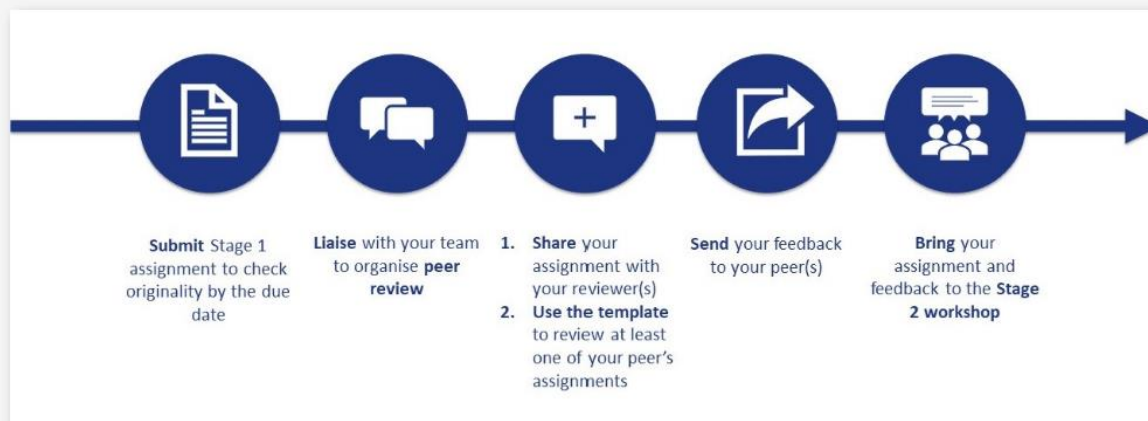 Submit Stage 1
assignment to check
originality by the due
date
Liaise with your team
to organise peer
review
1. Share your
assignment with
your reviewer(s)
2. Use the template
to review at least
one of your peer's
assignments
Send your feedback
to your peer(s)
Bring your
assignment and
feedback to the Stage
2 workshop